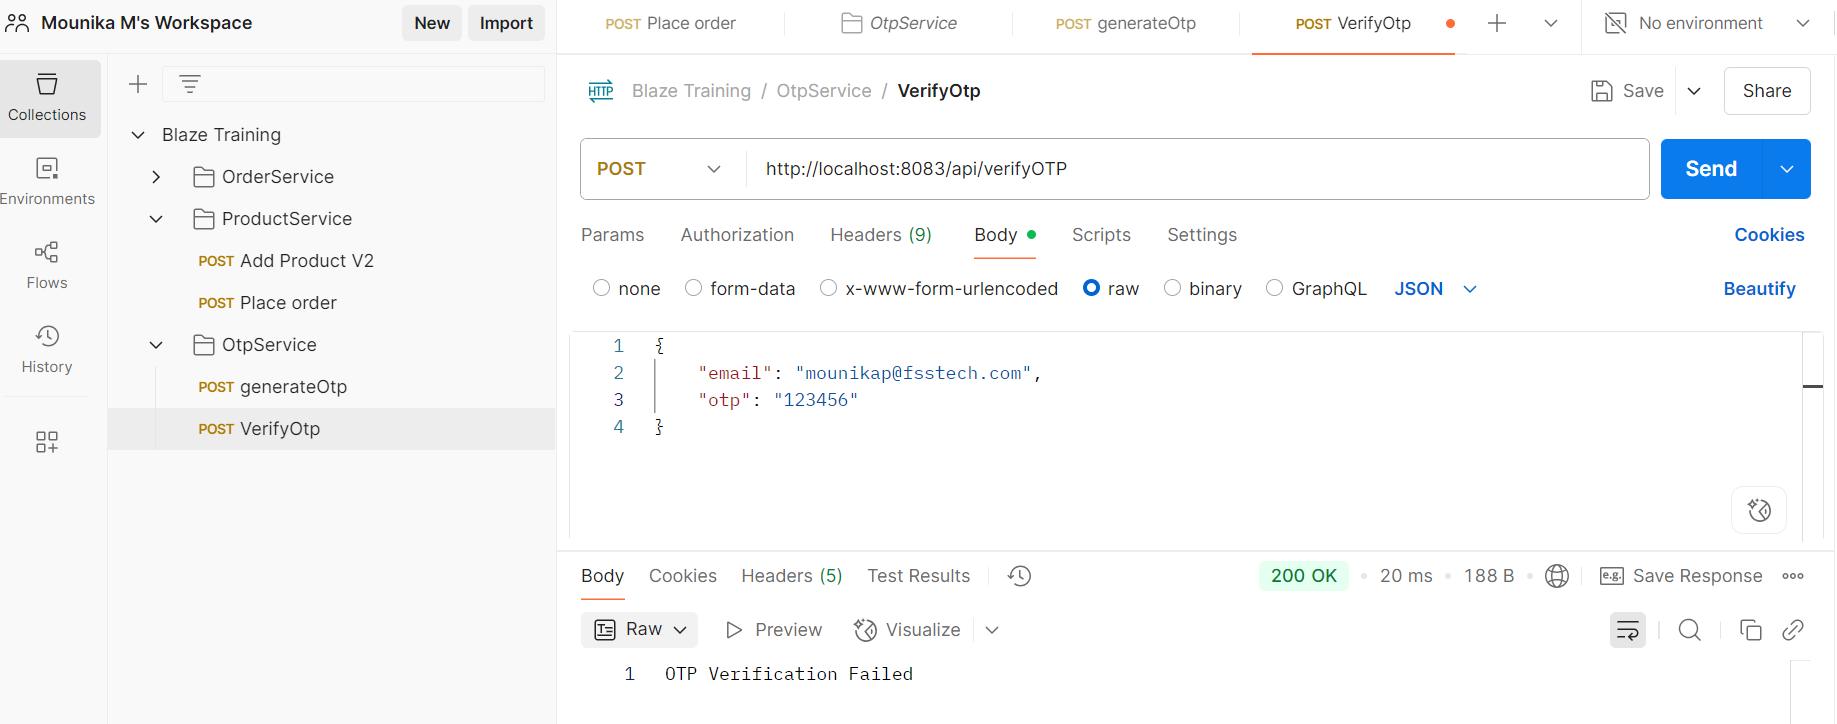 Mounika M's Workspace
New
Import
POST Place order
OtpService
POST generateOtp
POST VerifyOtp
No environment
Collections
Environments
Flows
History
Blaze Training
OrderService
ProductService
POST Add Product V2
POST Place order
OtpService
POST generateOtp
POST VerifyOtp
HTTP
Blaze Training / OtpService / VerifyOtp
Save
Share
POST
http://localhost:8083/api/verifyOTP
Send
Params
Authorization
Headers (9)
Body
Scripts
Settings
Cookies
none
form-data
x-www-form-urlencoded
raw
binary
GraphQL
JSON
Beautify
1 {
2 "email": "mounikap@fsstech.com",
3 "otp": "123456"
4 }
Body
Cookies
Headers (5)
Test Results
200 OK
20 ms
188 B
e.g. Save Response
Raw
Preview
Visualize
1 OTP Verification Failed